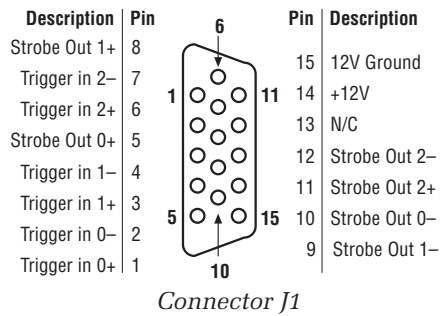 Description Pin
Strobe Out 1+ 8
Trigger in 2– 7
Trigger in 2+ 6
Strobe Out 0+ 5
Trigger in 1– 4
Trigger in 1+ 3
Trigger in 0– 2
Trigger in 0+ 1
6
1 11
5 15
10
Pin Description
15 12V Ground
14 +12V
13 N/C
12 Strobe Out 2–
11 Strobe Out 2+
10 Strobe Out 0–
9 Strobe Out 1–
Connector J1